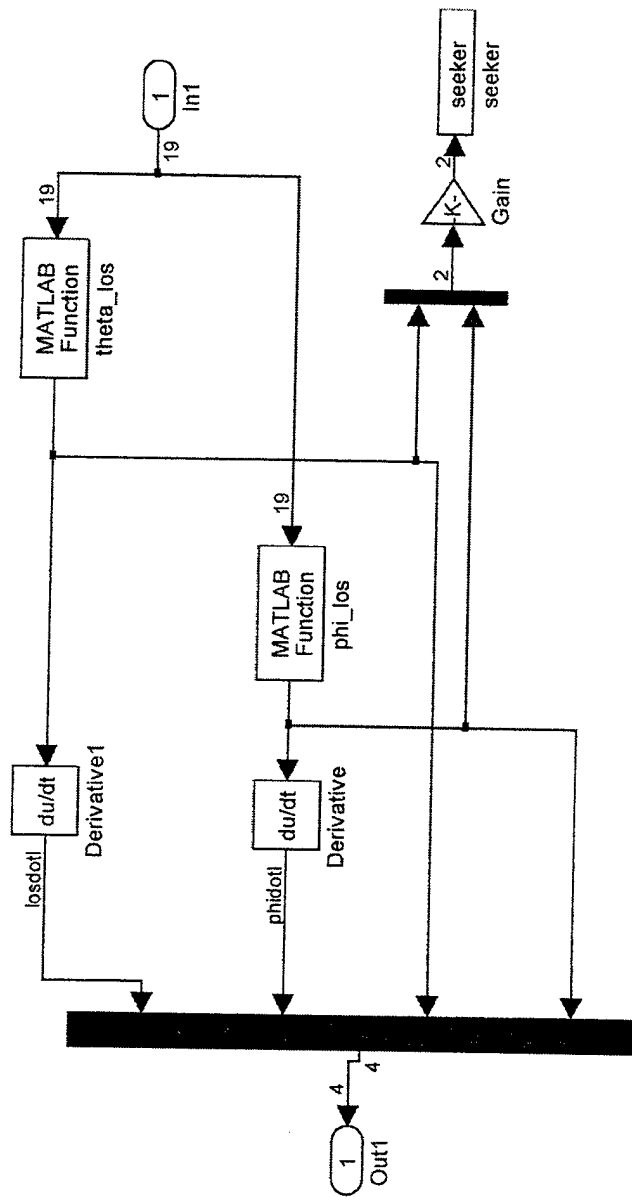 1
In1
19
19
MATLAB
Function
theta_los
19
MATLAB
Function
phi_los
du/dt
Derivative1
losdotl
du/dt
Derivative
phidotl
2
-K-
Gain
2
seeker
seeker
4
4
1
Out1